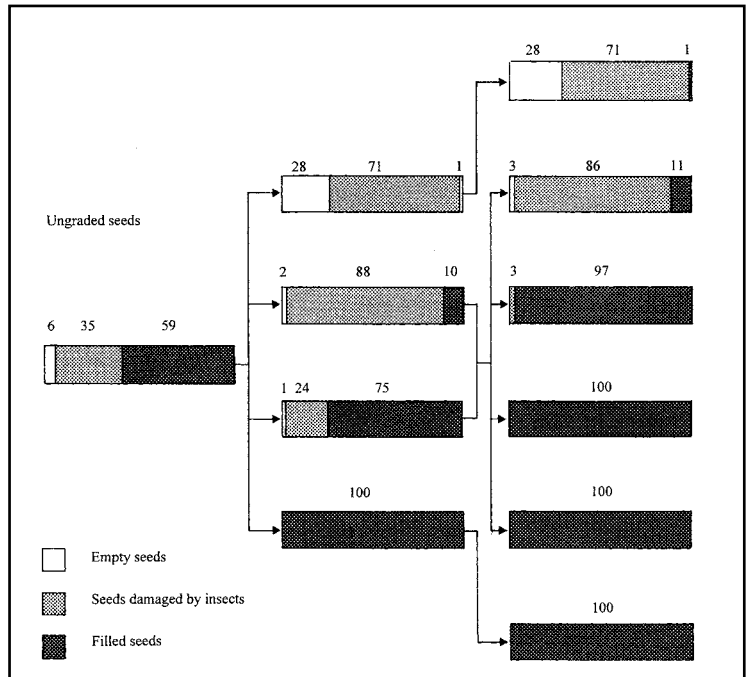 28 71 1
28 71 1
3 86 11
Ungraded seeds
2 88 10
3 97
6 35 59
1 24 75
100
100
100
Empty seeds
Seeds damaged by insects
100
Filled seeds